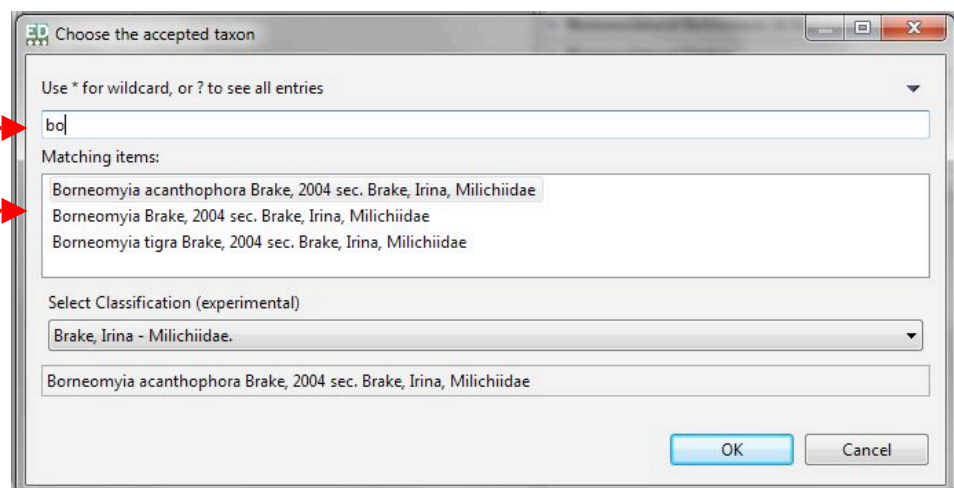 Choose the accepted taxon
Use * for wildcard, or ? to see all entries
bo
Matching items:
Borneomyia acanthophora Brake, 2004 sec. Brake, Irina, Milichiidae
Borneomyia Brake, 2004 sec. Brake, Irina, Milichiidae
Borneomyia tigra Brake, 2004 sec. Brake, Irina, Milichiidae
Select Classification (experimental)
Brake, Irina - Milichiidae.
Borneomyia acanthophora Brake, 2004 sec. Brake, Irina, Milichiidae
OK Cancel